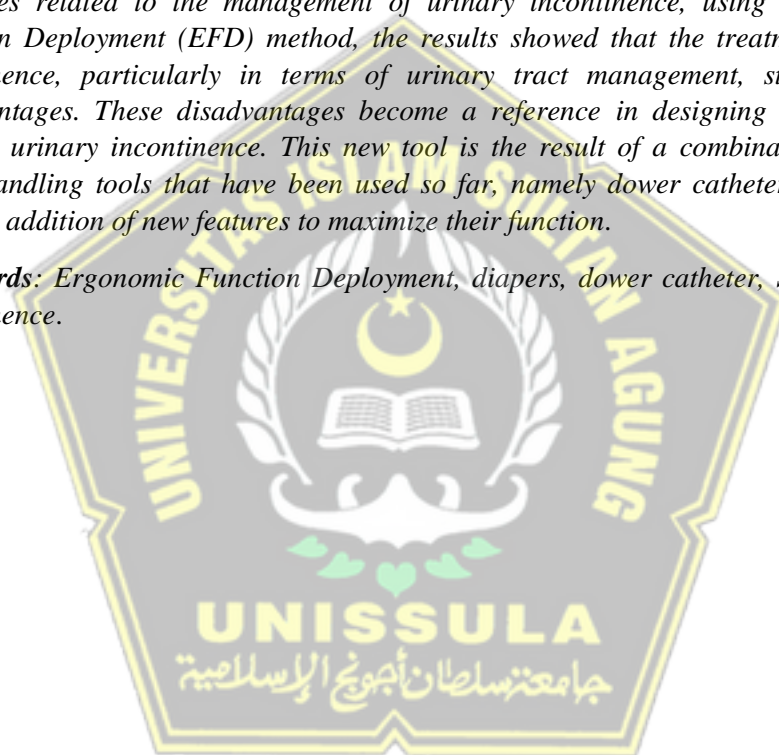 es related to the management of urinary incontinence, using
n Deployment (EFD) method, the results showed that the treatm
ence, particularly in terms of urinary tract management, st
ntages. These disadvantages become a reference in designing
urinary incontinence. This new tool is the result of a combina
andling tools that have been used so far, namely dower catheter
addition of new features to maximize their function.
rds: Ergonomic Function Deployment, diapers, dower catheter,
ence.
UNIVERSITAS ISLAM SULTAN AGUNG
UNISSULA
جامعة سلطان أجونج الإسلامية